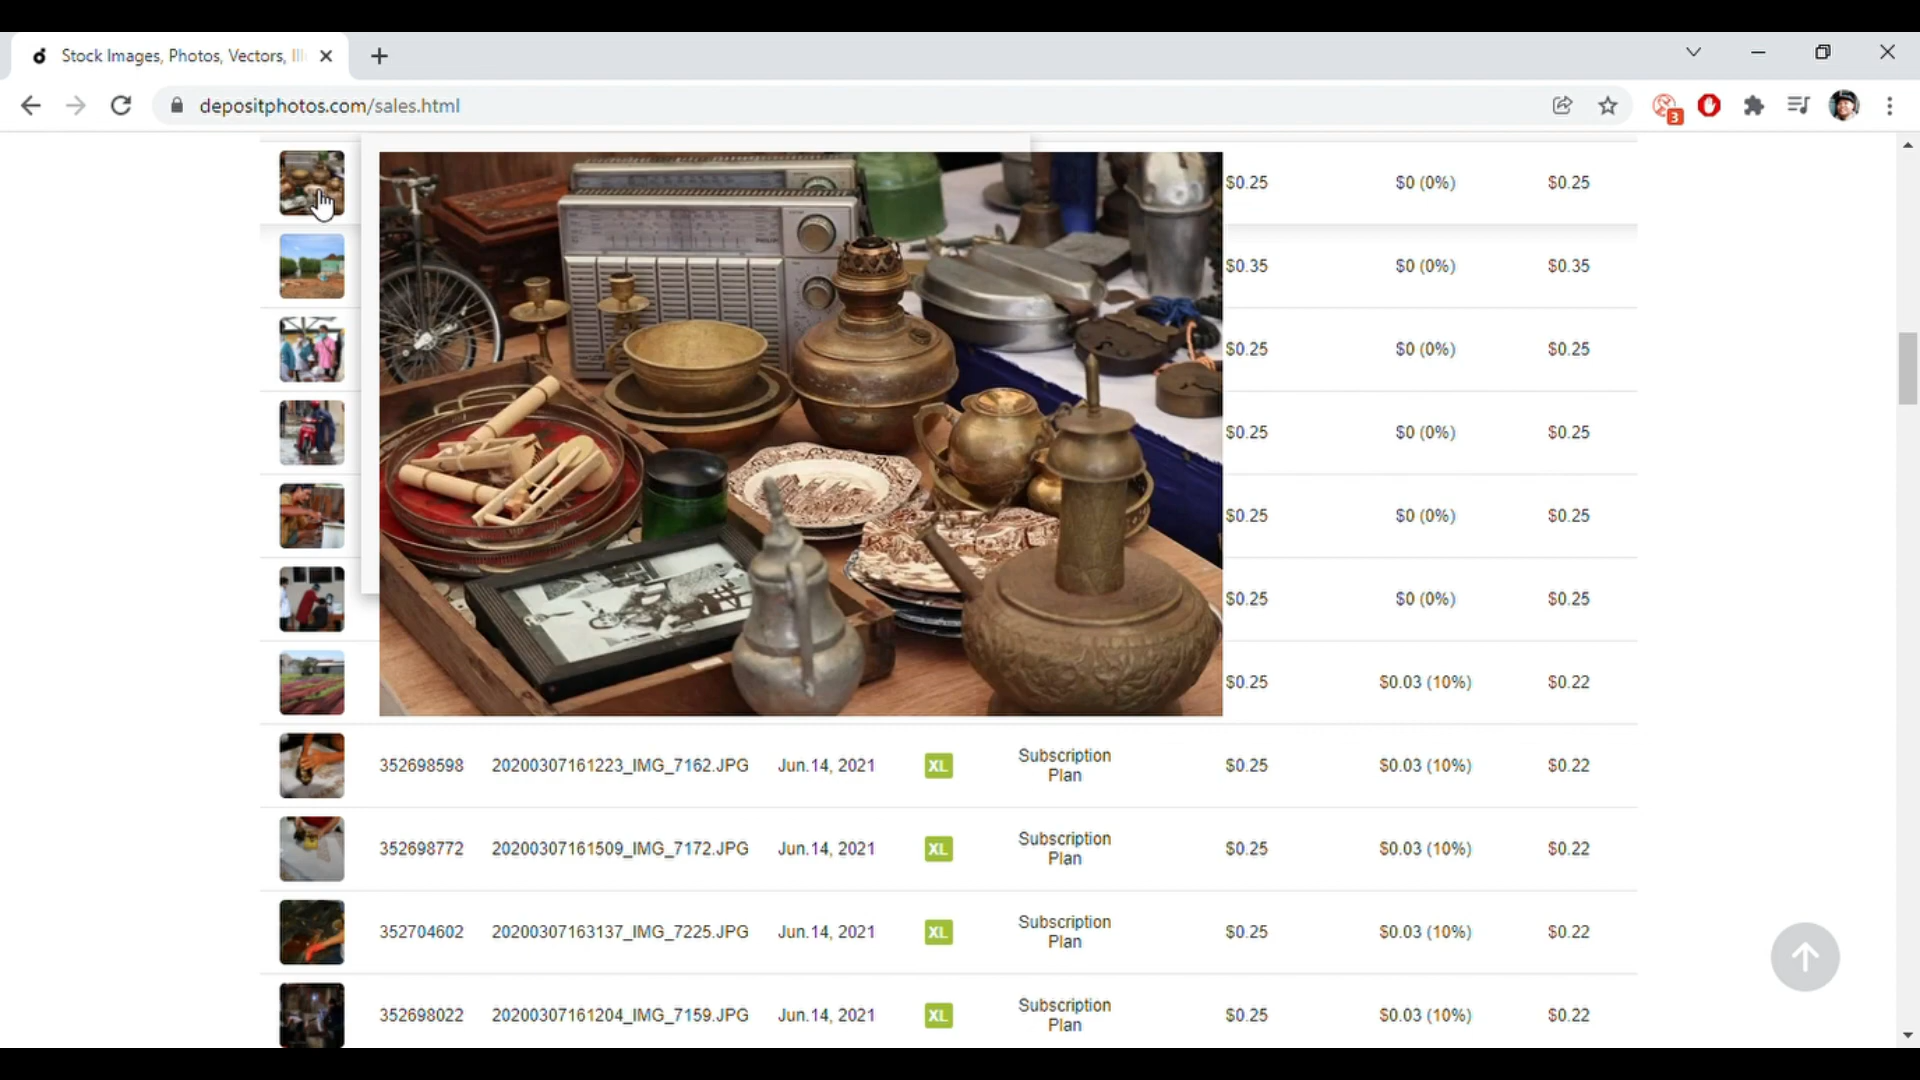 Stock Images, Photos, Vectors, Ill
depositphotos.com/sales.html
3
$0.25 $0 (0%) $0.25
$0.35 $0 (0%) $0.35
$0.25 $0 (0%) $0.25
$0.25 $0 (0%) $0.25
$0.25 $0 (0%) $0.25
$0.25 $0 (0%) $0.25
$0.25 $0.03 (10%) $0.22
352698598 20200307161223_IMG_7162.JPG Jun.14, 2021 XL Subscription Plan $0.25 $0.03 (10%) $0.22
352698772 20200307161509_IMG_7172.JPG Jun.14, 2021 XL Subscription Plan $0.25 $0.03 (10%) $0.22
352704602 20200307163137_IMG_7225.JPG Jun.14, 2021 XL Subscription Plan $0.25 $0.03 (10%) $0.22
352698022 20200307161204_IMG_7159.JPG Jun.14, 2021 XL Subscription Plan $0.25 $0.03 (10%) $0.22